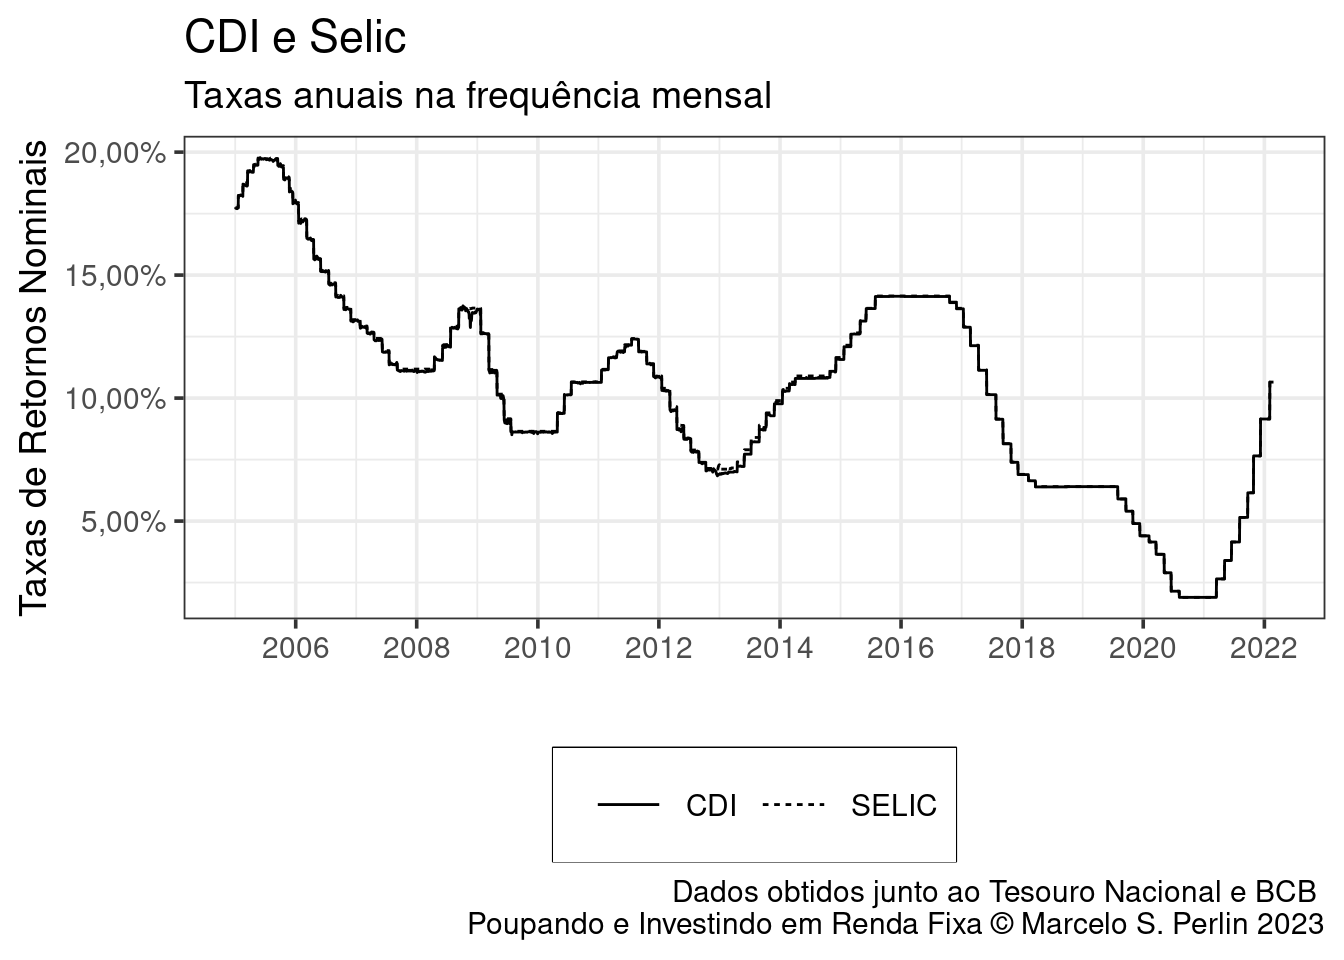 CDI e Selic
Taxas anuais na frequência mensal
Taxas de Retornos Nominais
20,00%
15,00%
10,00%
5,00%
2006 2008 2010 2012 2014 2016 2018 2020 2022
CDI SELIC
Dados obtidos junto ao Tesouro Nacional e BCB
Poupando e Investindo em Renda Fixa © Marcelo S. Perlin 2023